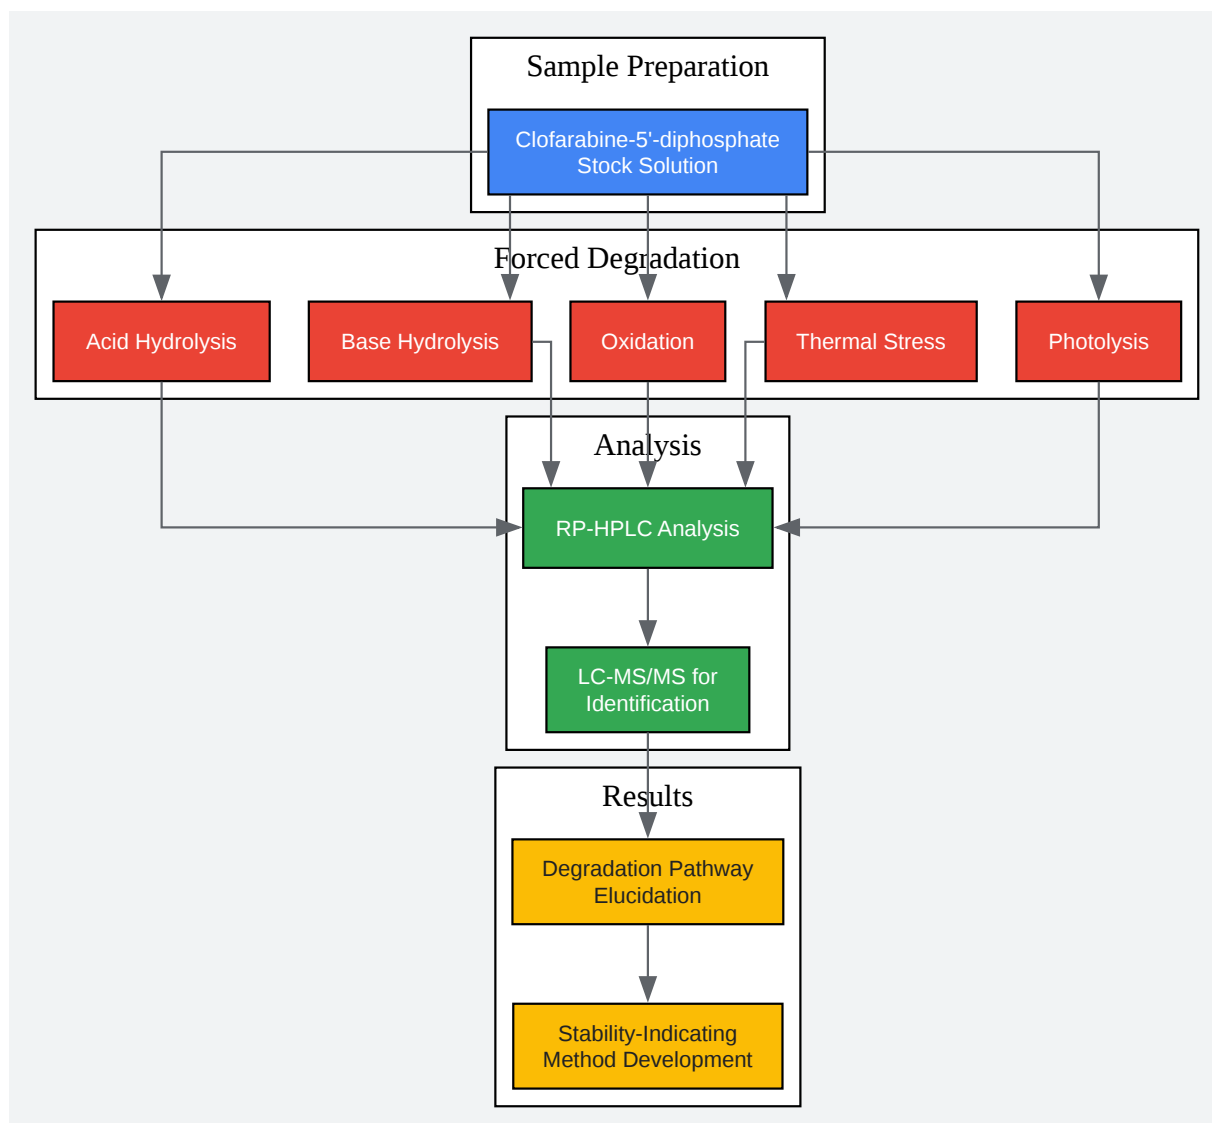 Sample Preparation
Clofarabine-5'-diphosphate
Stock Solution
Forced Degradation
Acid Hydrolysis
Base Hydrolysis
Oxidation
Thermal Stress
Photolysis
Analysis
RP-HPLC Analysis
LC-MS/MS for
Identification
Results
Degradation Pathway
Elucidation
Stability-Indicating
Method Development